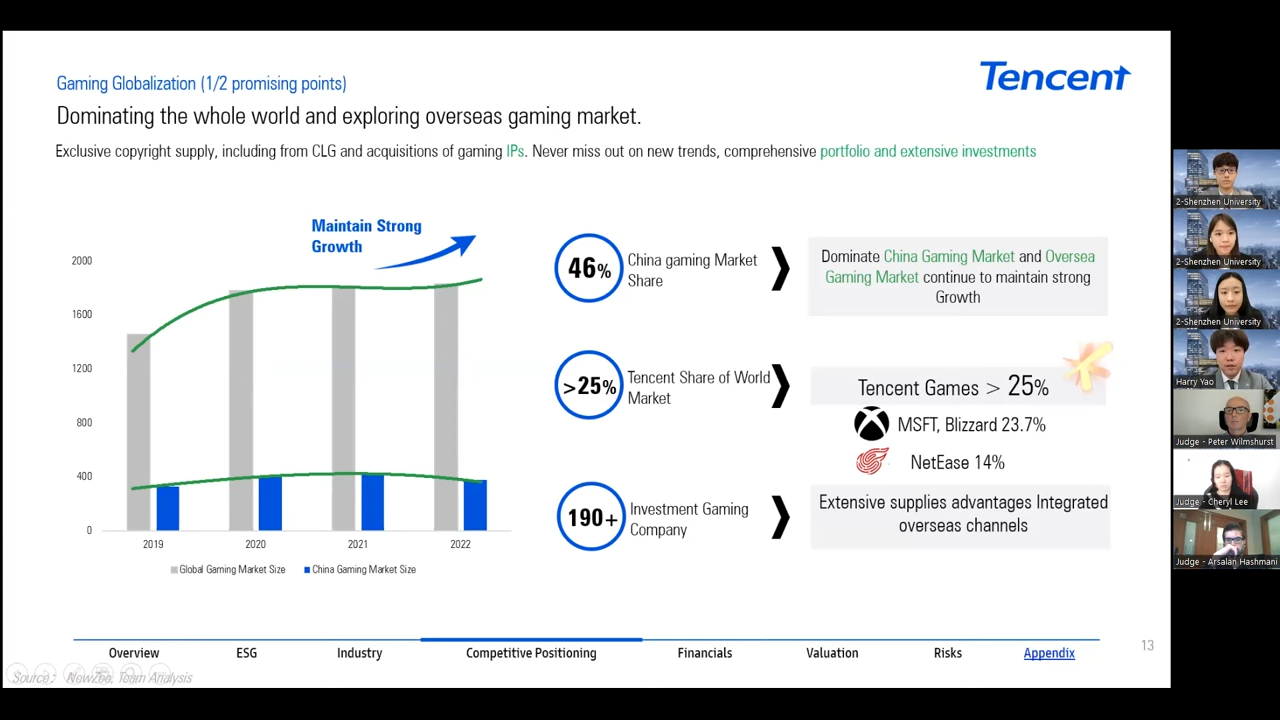 Gaming Globalization (1/2 promising points)
Tencent
Dominating the whole world and exploring overseas gaming market.
Exclusive copyright supply, including from CLG and acquisitions of gaming IPs. Never miss out on new trends, comprehensive portfolio and extensive investments
Maintain Strong
Growth
2000
1600
1200
800
400
0
2019
2020
2021
2022
Global Gaming Market Size
China Gaming Market Size
46%
China gaming Market
Share
Dominate China Gaming Market and Oversea
Gaming Market continue to maintain strong
Growth
>25%
Tencent Share of World
Market
Tencent Games > 25%
MSFT, Blizzard 23.7%
NetEase 14%
190+
Investment Gaming
Company
Extensive supplies advantages Integrated
overseas channels
Overview
ESG
Industry
Competitive Positioning
Financials
Valuation
Risks
Appendix
13
Source: NewZee, Team Analysis
2-Shenzhen University
2-Shenzhen University
2-Shenzhen University
Harry Yao
Judge - Peter Wilmshurst
Judge - Cheryl Lee
Judge - Arsalan Hashmani